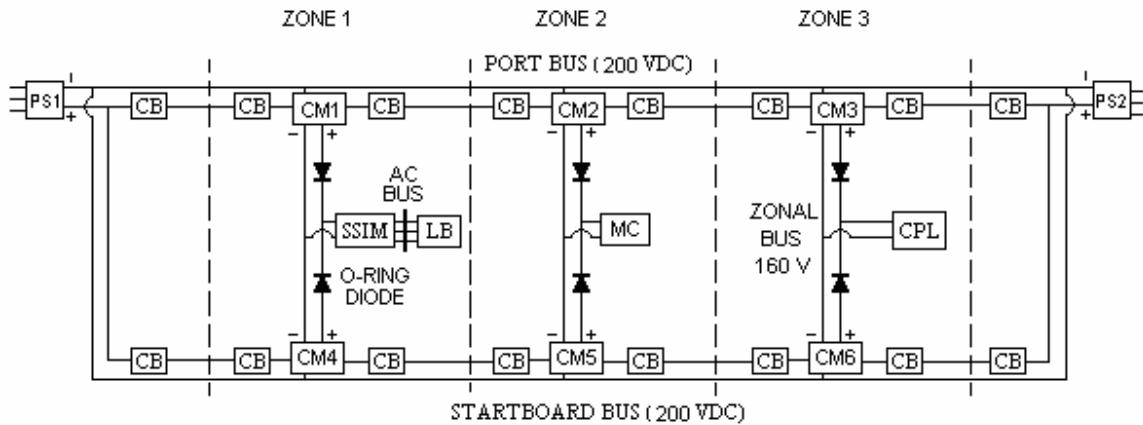 ZONE 1 ZONE 2 ZONE 3
PORT BUS (200 VDC)
- -
PS1 CB CB CM1 CB CB CM2 CB CB CM3 CB CB PS2
+ +
- + - + - +
AC
BUS
SSIM LB MC ZONAL
BUS
160 V
CPL
O-RING
DIODE
- + - + - +
CB CB CM4 CB CB CM5 CB CB CM6 CB CB
STARTBOARD BUS (200 VDC)